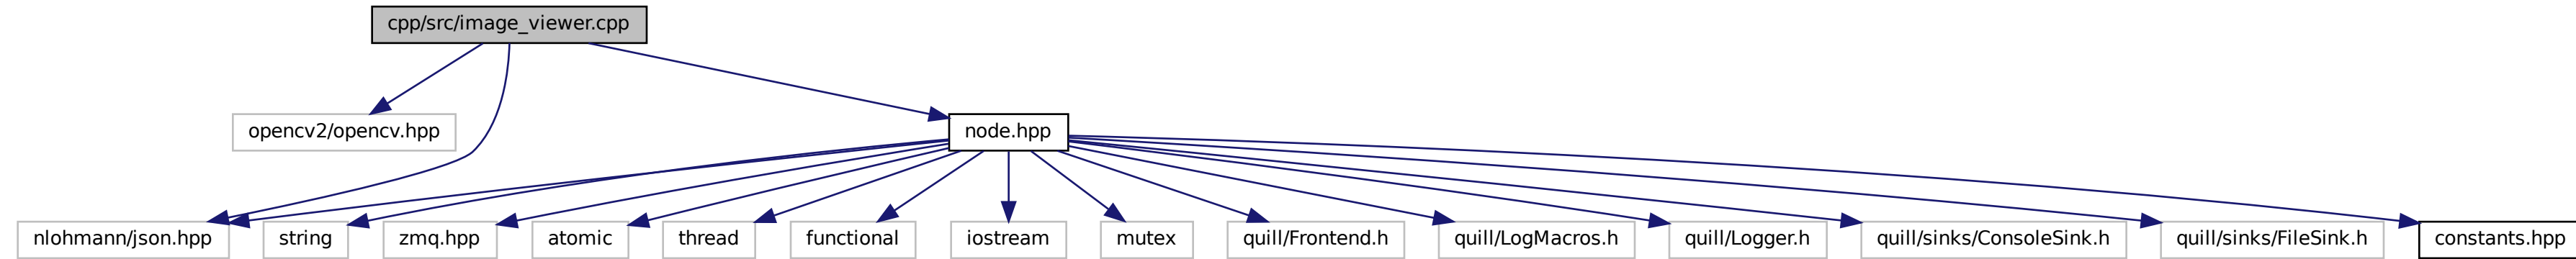 cpp/src/image_viewer.cpp
opencv2/opencv.hpp
node.hpp
nlohmann/json.hpp
string
zmq.hpp
atomic
thread
functional
iostream
mutex
quill/Frontend.h
quill/LogMacros.h
quill/Logger.h
quill/sinks/ConsoleSink.h
quill/sinks/FileSink.h
constants.hpp